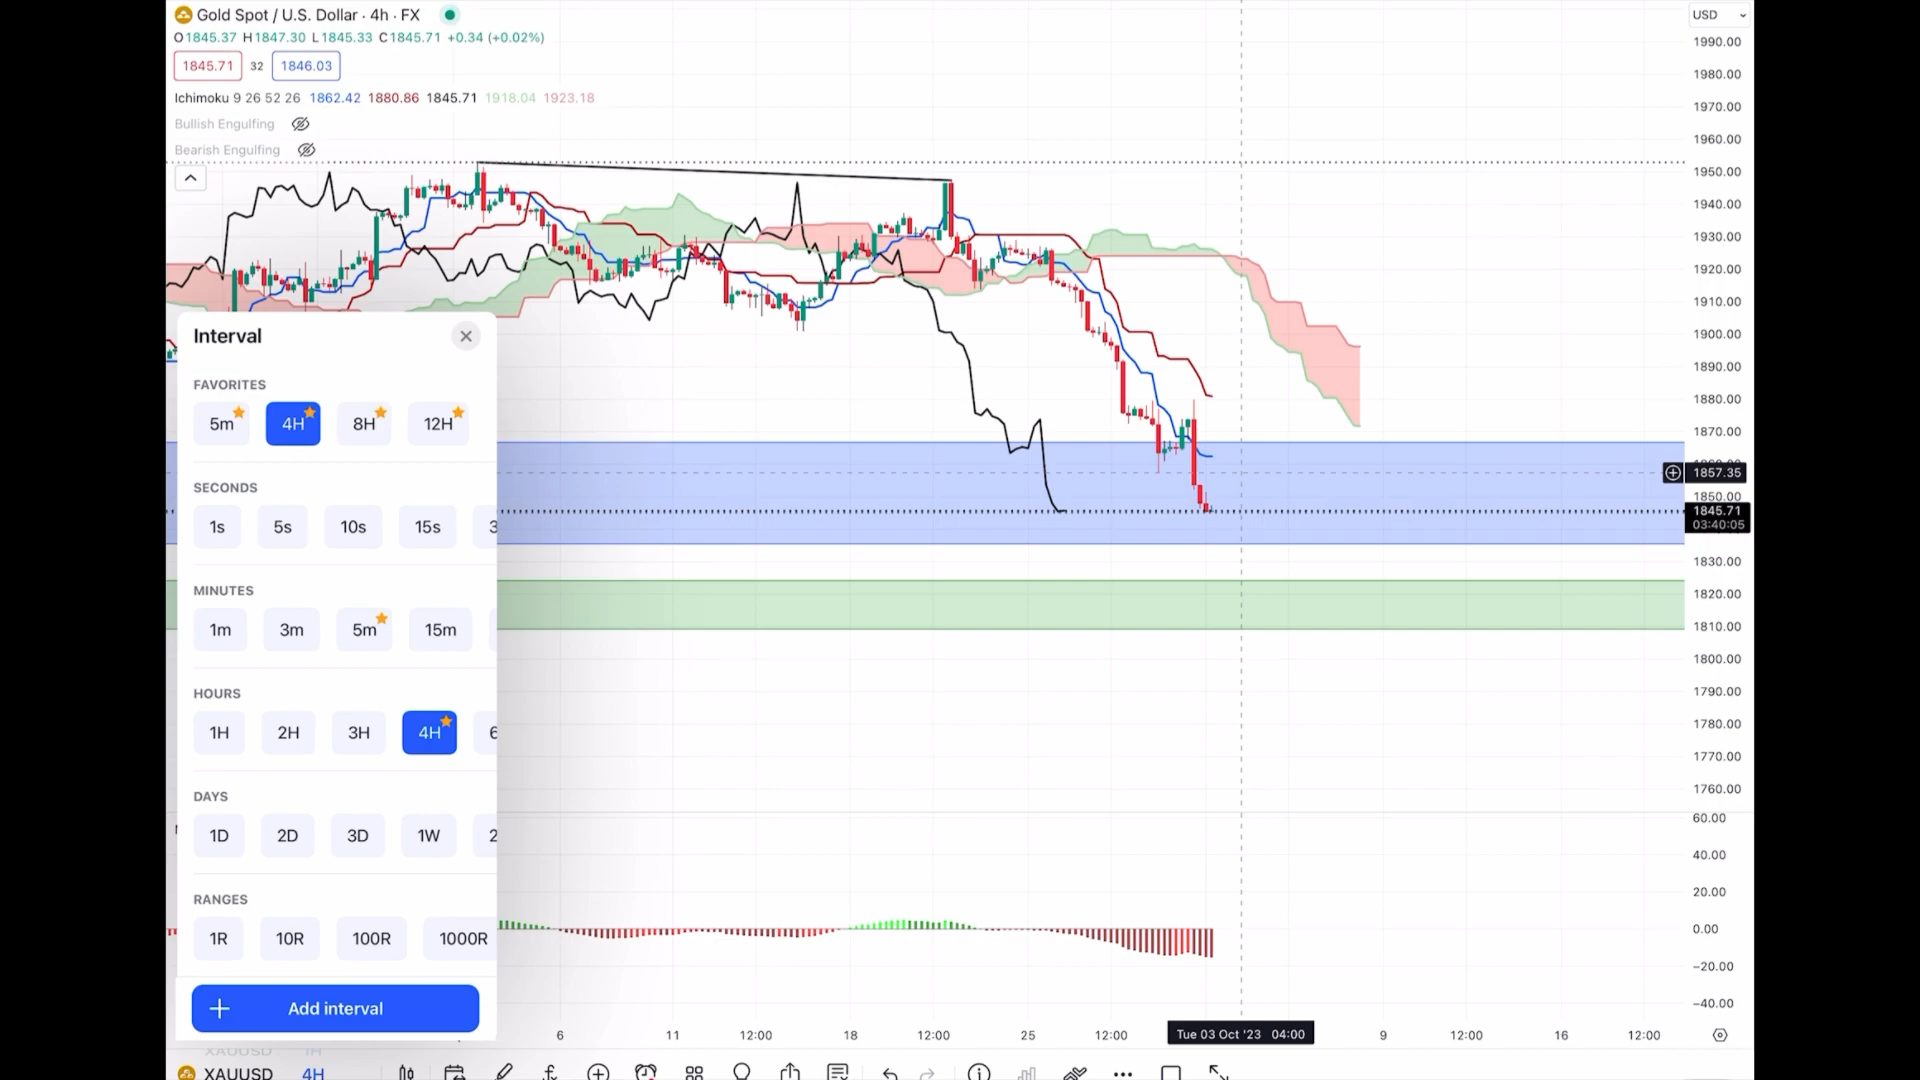 Gold Spot / U.S. Dollar · 4h · FX
O1845.37 H1847.30 L1845.33 C1845.71 +0.34 (+0.02%)
1845.71 32 1846.03
Ichimoku 9 26 52 26 1862.42 1880.86 1845.71 1918.04 1923.18
Bullish Engulfing
Bearish Engulfing
USD
1990.00
1980.00
1970.00
1960.00
1950.00
1940.00
1930.00
1920.00
1910.00
1900.00
1890.00
1880.00
1870.00
1857.35
1850.00
1845.71
03:40:05
1830.00
1820.00
1810.00
1800.00
1790.00
1780.00
1770.00
1760.00
60.00
40.00
20.00
0.00
−20.00
−40.00
Interval
FAVORITES
5m 4H 8H 12H
SECONDS
1s 5s 10s 15s 3
MINUTES
1m 3m 5m 15m
HOURS
1H 2H 3H 4H 6
DAYS
1D 2D 3D 1W 2
RANGES
1R 10R 100R 1000R
Add interval
6 11 12:00 18 12:00 25 12:00 Tue 03 Oct '23 04:00 9 12:00 16 12:00
XAUUSD 1H
XAUUSD 4H